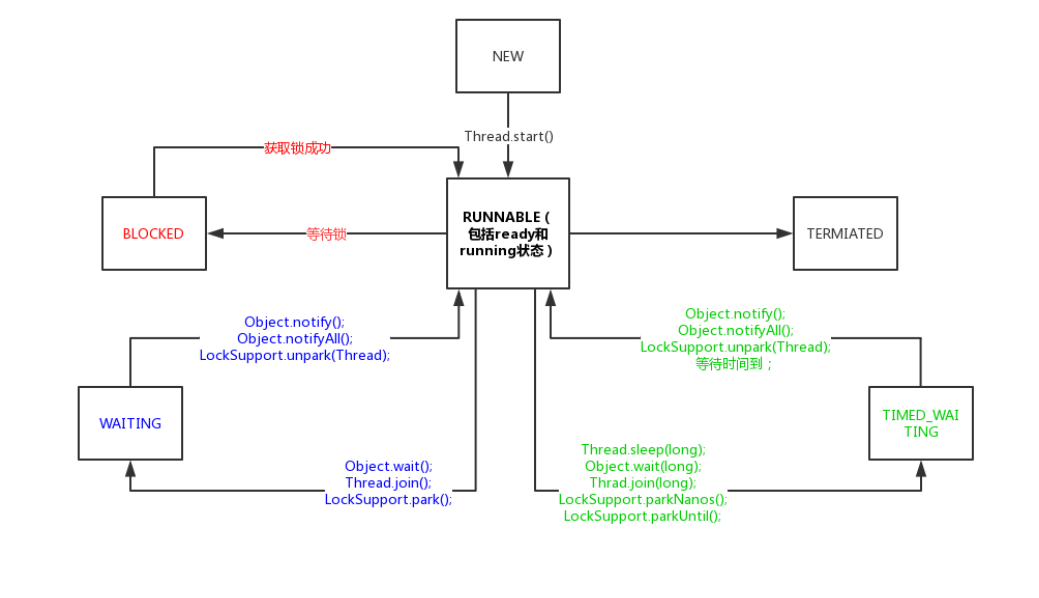 NEW
Thread.start()
获取锁成功
BLOCKED
等待锁
RUNNABLE（
包括ready和
running状态）
TERMIATED
Object.notify();
Object.notifyAll();
LockSupport.unpark(Thread);
Object.notify();
Object.notifyAll();
LockSupport.unpark(Thread);
等待时间到；
WAITING
TIMED_WAI
TING
Object.wait();
Thread.join();
LockSupport.park();
Thread.sleep(long);
Object.wait(long);
Thrad.join(long);
LockSupport.parkNanos();
LockSupport.parkUntil();